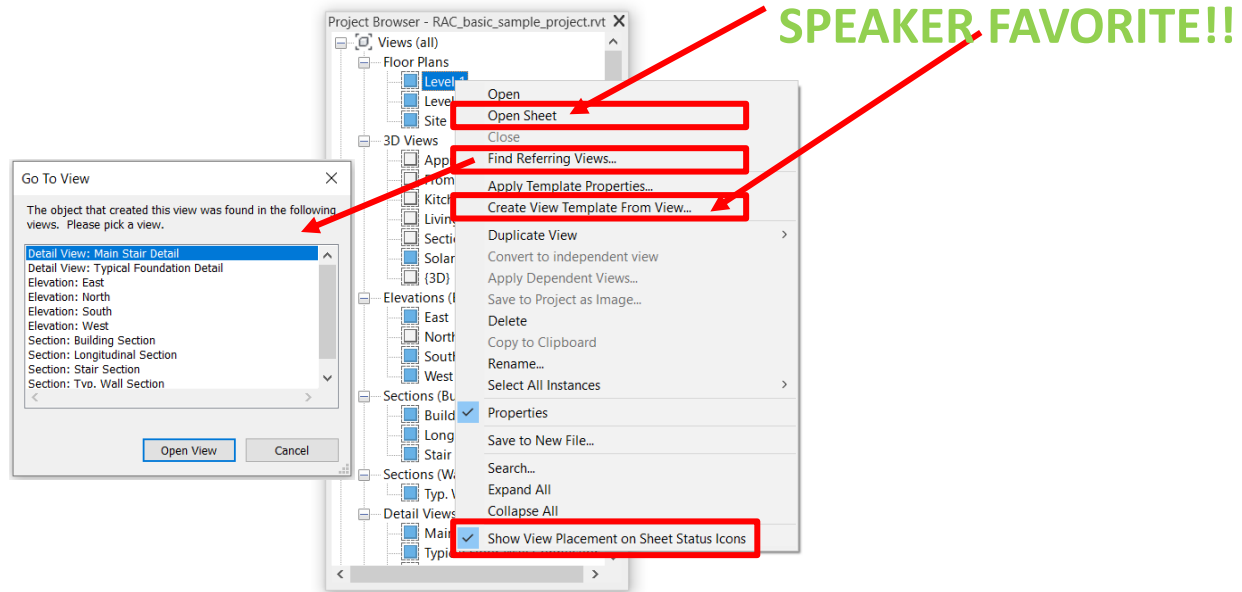 SPEAKER FAVORITE!!
Project Browser - RAC_basic_sample_project.rvt
Views (all)
Floor Plans
Level 1
Level
Site
3D Views
App
From
Kitch
Living
Secti
Solar
{3D}
Elevations (
East
North
South
West
Sections (Bu
Build
Long
Stair
Sections (Wa
Typ.
Detail Views
Main
Typic
Open
Open Sheet
Close
Find Referring Views...
Apply Template Properties...
Create View Template From View...
Duplicate View
Convert to independent view
Apply Dependent Views...
Save to Project as Image...
Delete
Copy to Clipboard
Rename...
Select All Instances
Properties
Save to New File...
Search...
Expand All
Collapse All
Show View Placement on Sheet Status Icons
Go To View
The object that created this view was found in the following
views. Please pick a view.
Detail View: Main Stair Detail
Detail View: Typical Foundation Detail
Elevation: East
Elevation: North
Elevation: South
Elevation: West
Section: Building Section
Section: Longitudinal Section
Section: Stair Section
Section: Typ. Wall Section
Open View
Cancel